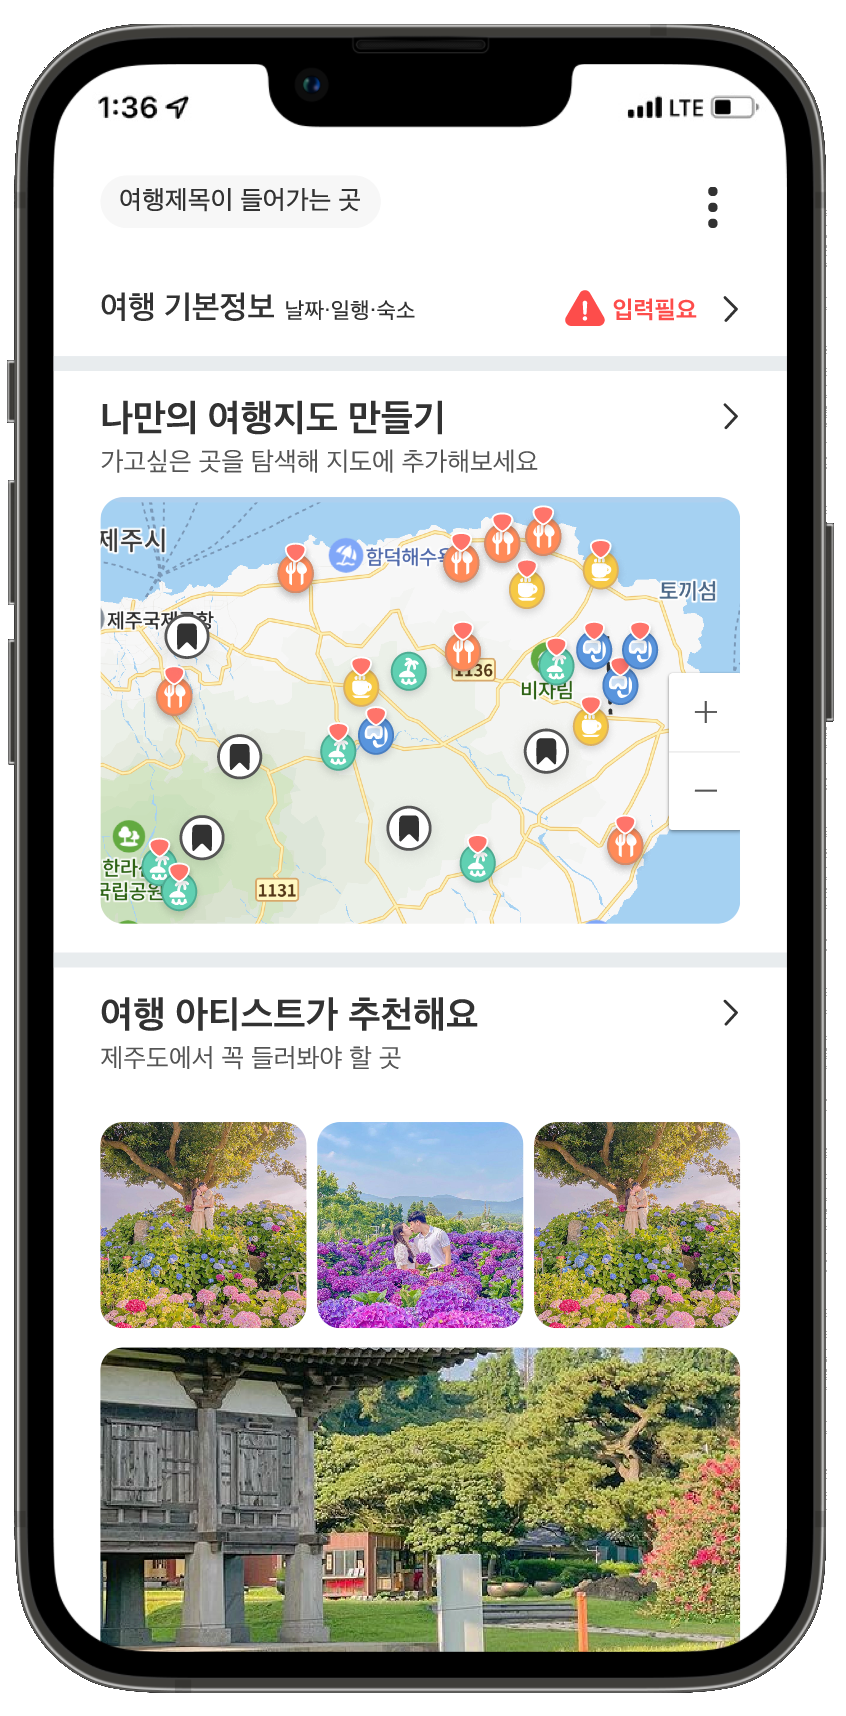 1:36 LTE
여행제목이 들어가는 곳
여행 기본정보 날짜·일행·숙소 입력필요
나만의 여행지도 만들기
가고싶은 곳을 탐색해 지도에 추가해보세요
제주시
함덕해수욕
토끼섬
제주국제공항
1136
비자림
+
−
한라산
국립공원
1131
여행 아티스트가 추천해요
제주도에서 꼭 들러봐야 할 곳